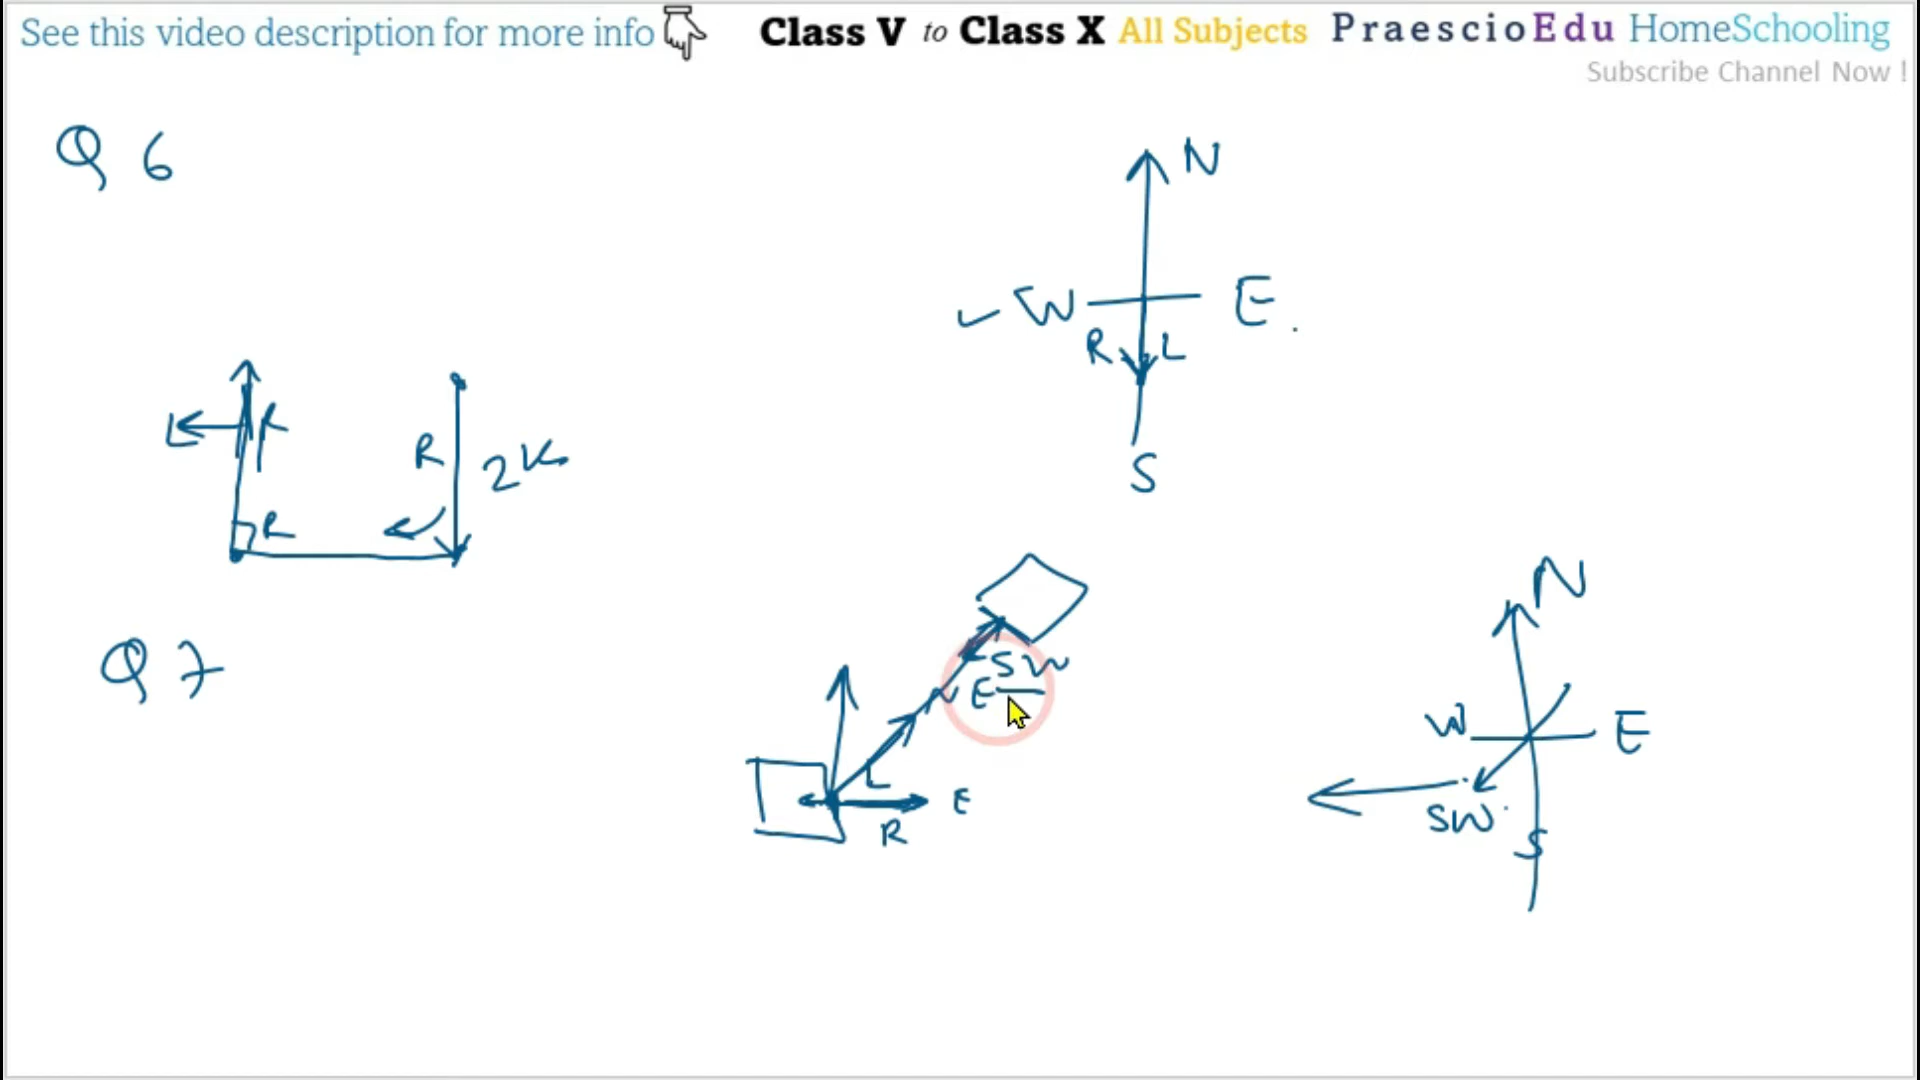 See this video description for more info
Class V to Class X All Subjects PraescioEdu HomeSchooling
Subscribe Channel Now !
Q 6
N
W E
R L
S
R 2K
R
Q 7
N
SW
NE
W E
L
E
R
SW
S